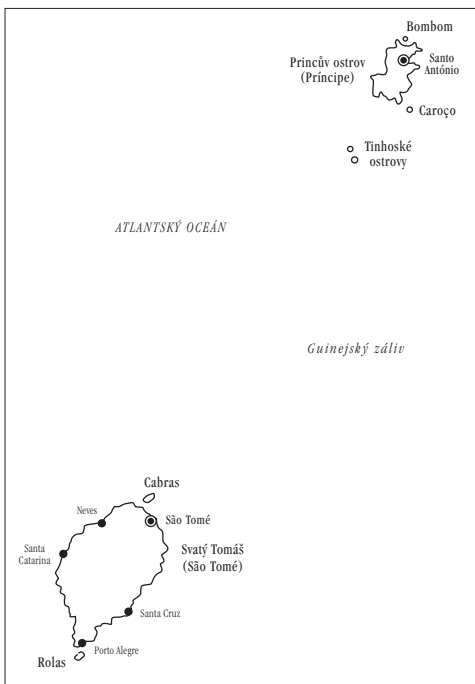 Bombom
Princův ostrov
(Príncipe)
Santo
António
Caroço
Tinhoské
ostrovy
ATLANTSKÝ OCEÁN
Guinejský záliv
Cabras
Neves
São Tomé
Santa
Catarina
Svatý Tomáš
(São Tomé)
Santa Cruz
Porto Alegre
Rolas